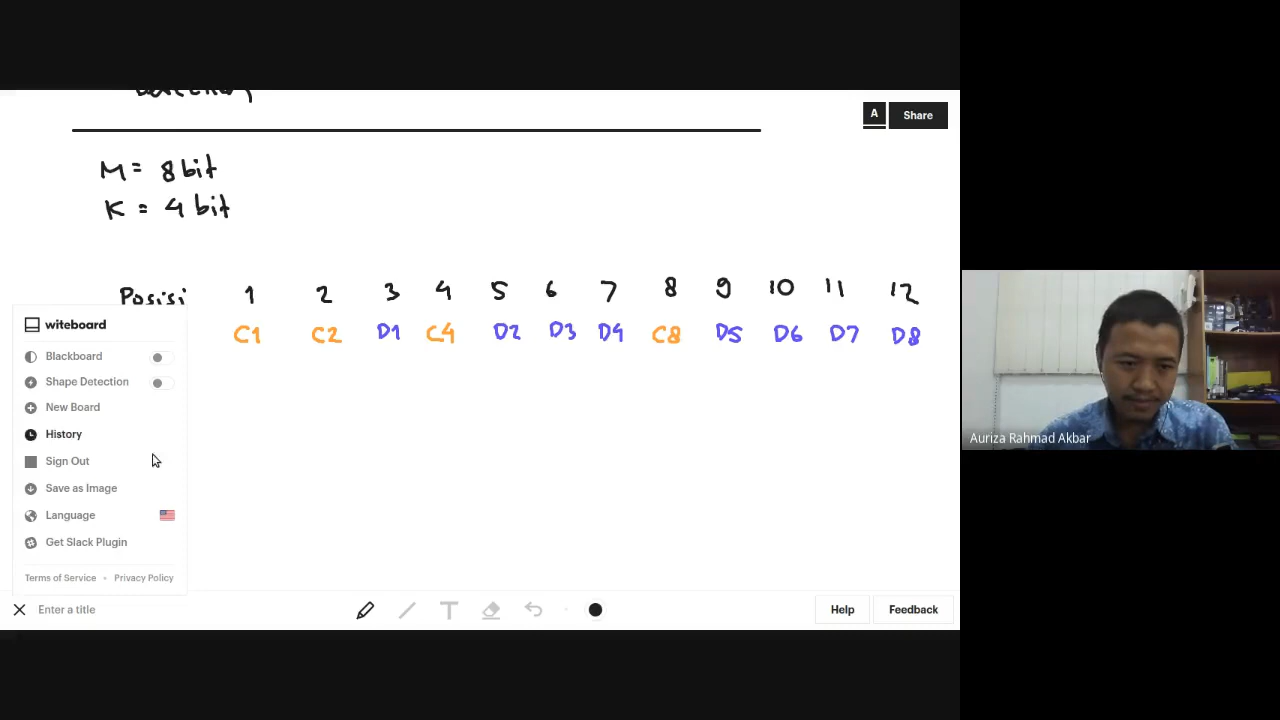 A Share
M = 8 bit
K = 4 bit
Posisi 1 2 3 4 5 6 7 8 9 10 11 12
C1 C2 D1 C4 D2 D3 D4 C8 D5 D6 D7 D8
witeboard
Blackboard
Shape Detection
New Board
History
Sign Out
Save as Image
Language
Get Slack Plugin
Terms of Service • Privacy Policy
Enter a title
T
Help Feedback
Auriza Rahmad Akbar